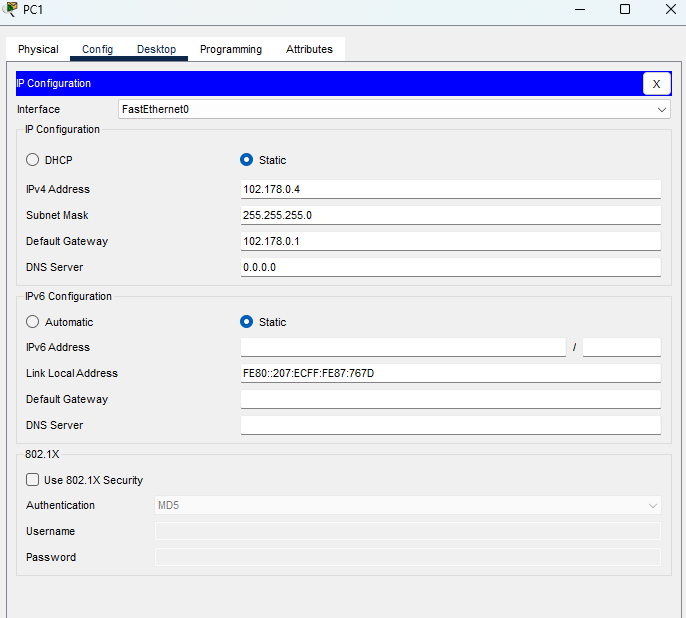 PC1
Physical Config Desktop Programming Attributes
IP Configuration X
Interface FastEthernet0
IP Configuration
DHCP Static
IPv4 Address 102.178.0.4
Subnet Mask 255.255.255.0
Default Gateway 102.178.0.1
DNS Server 0.0.0.0
IPv6 Configuration
Automatic Static
IPv6 Address /
Link Local Address FE80::207:ECFF:FE87:767D
Default Gateway
DNS Server
802.1X
Use 802.1X Security
Authentication MD5
Username
Password